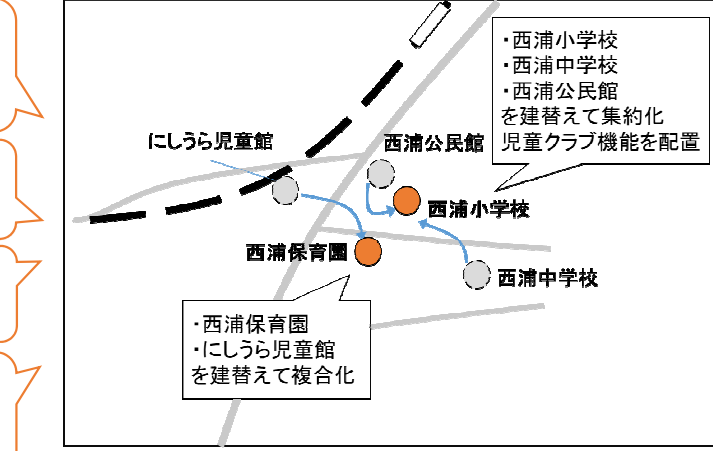 ・西浦小学校
・西浦中学校
・西浦公民館
を建替えて集約化
児童クラブ機能を配置
にしうら児童館
西浦公民館
西浦小学校
西浦保育園
西浦中学校
・西浦保育園
・にしうら児童館
を建替えて複合化